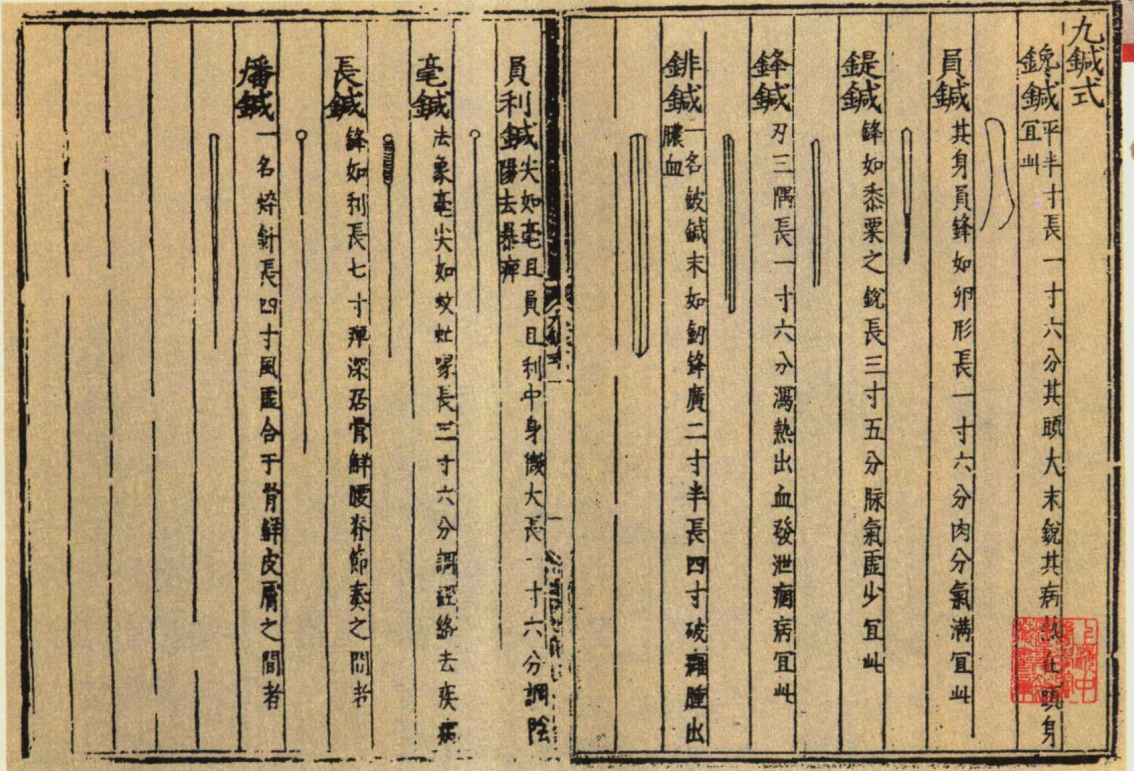 九鍼式
鑱鍼平半寸長一寸六分其頭大末銳其病熱在頭身
宜此
員鍼其身員鋒如卵形長一寸六分肉分氣滿宜此
鍉鍼鋒如黍粟之銳長三寸五分脉氣虛少宜此
鋒鍼刃三隅長一寸六分瀉熱出血發泄痼病宜此
鈹鍼一名鈹鍼末如劒鋒廣二寸半長四寸破癰腫出
膿血
員利鍼尖如毫且員且利中身微大長一寸六分調陰
陽去暴痺
毫鍼法象毫尖如蚊虻喙長三寸六分調經絡去疾病
長鍼鋒如利長七寸痺深居骨解腰脊節奏之間者
燔鍼一名焠針長四寸風虛合于骨解皮膚之間者